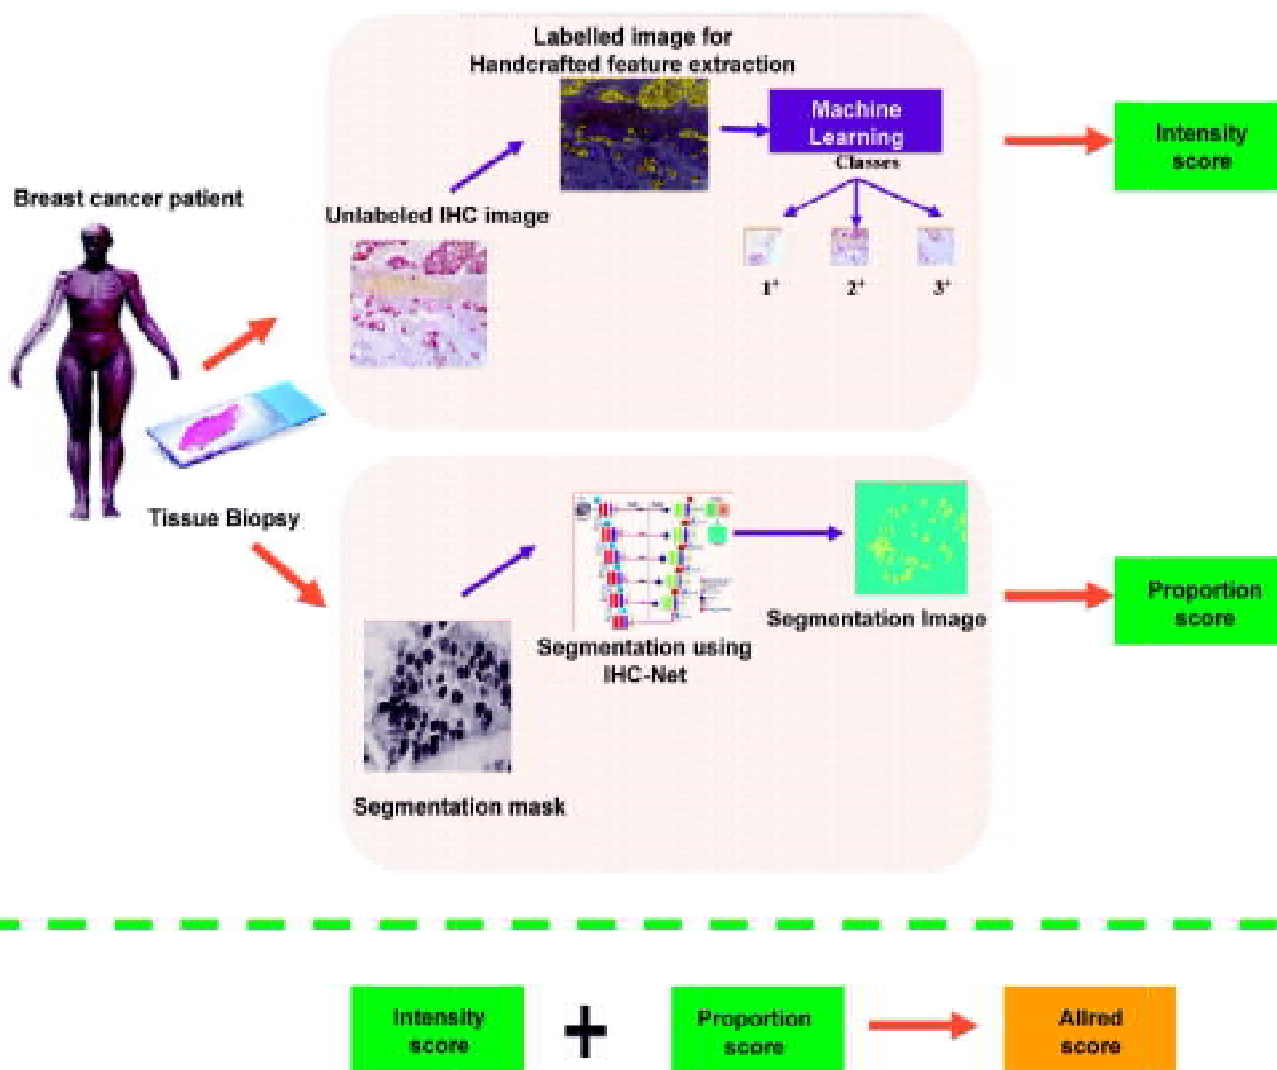 Labelled image for
Handcrafted feature extraction
Machine
Learning
Classes
1⁺
2⁺
3⁺
Intensity
score
Breast cancer patient
Unlabeled IHC image
Tissue Biopsy
Segmentation using
IHC-Net
Segmentation Image
Segmentation mask
Proportion
score
Intensity
score
+
Proportion
score
Allred
score